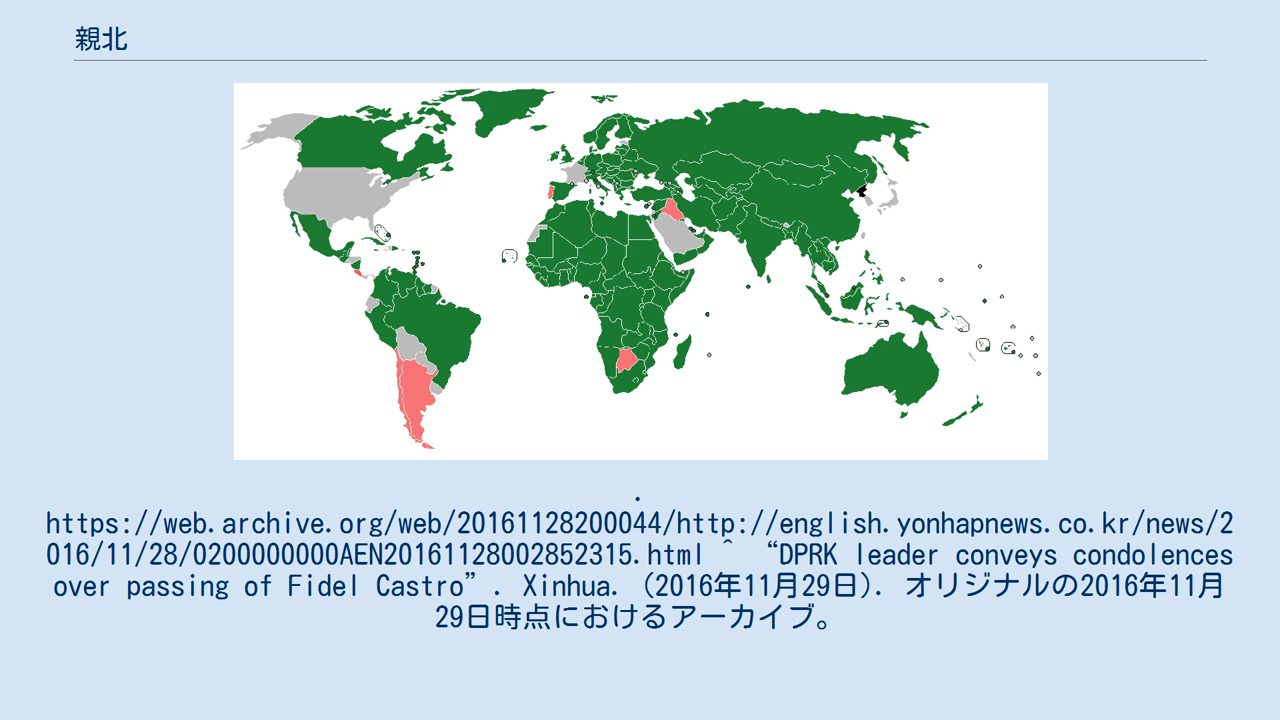 親北
.
https://web.archive.org/web/20161128200044/http://english.yonhapnews.co.kr/news/2
016/11/28/0200000000AEN20161128002852315.html ^ “DPRK leader conveys condolences
over passing of Fidel Castro”. Xinhua. (2016年11月29日). オリジナルの2016年11月
29日時点におけるアーカイブ。